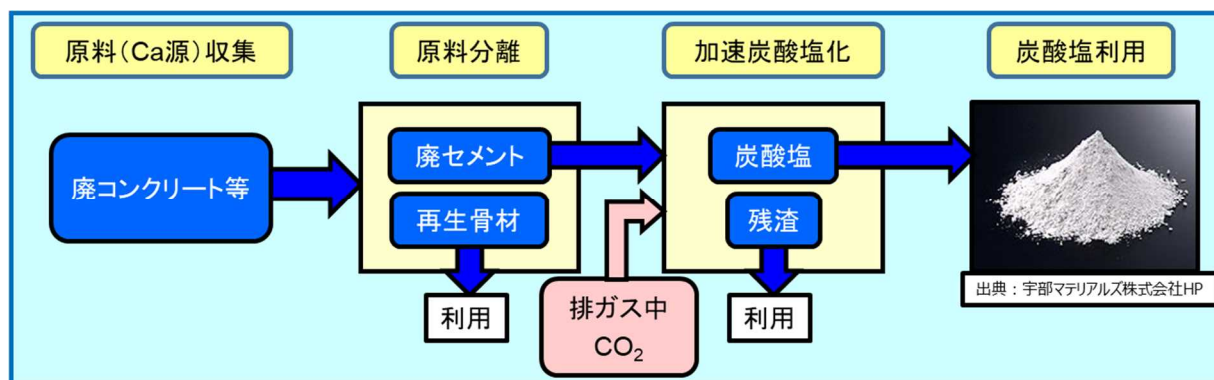 原料（Ca源）収集
原料分離
加速炭酸塩化
炭酸塩利用
廃コンクリート等
廃セメント
再生骨材
利用
排ガス中
CO₂
炭酸塩
残渣
利用
出典：宇部マテリアルズ株式会社HP